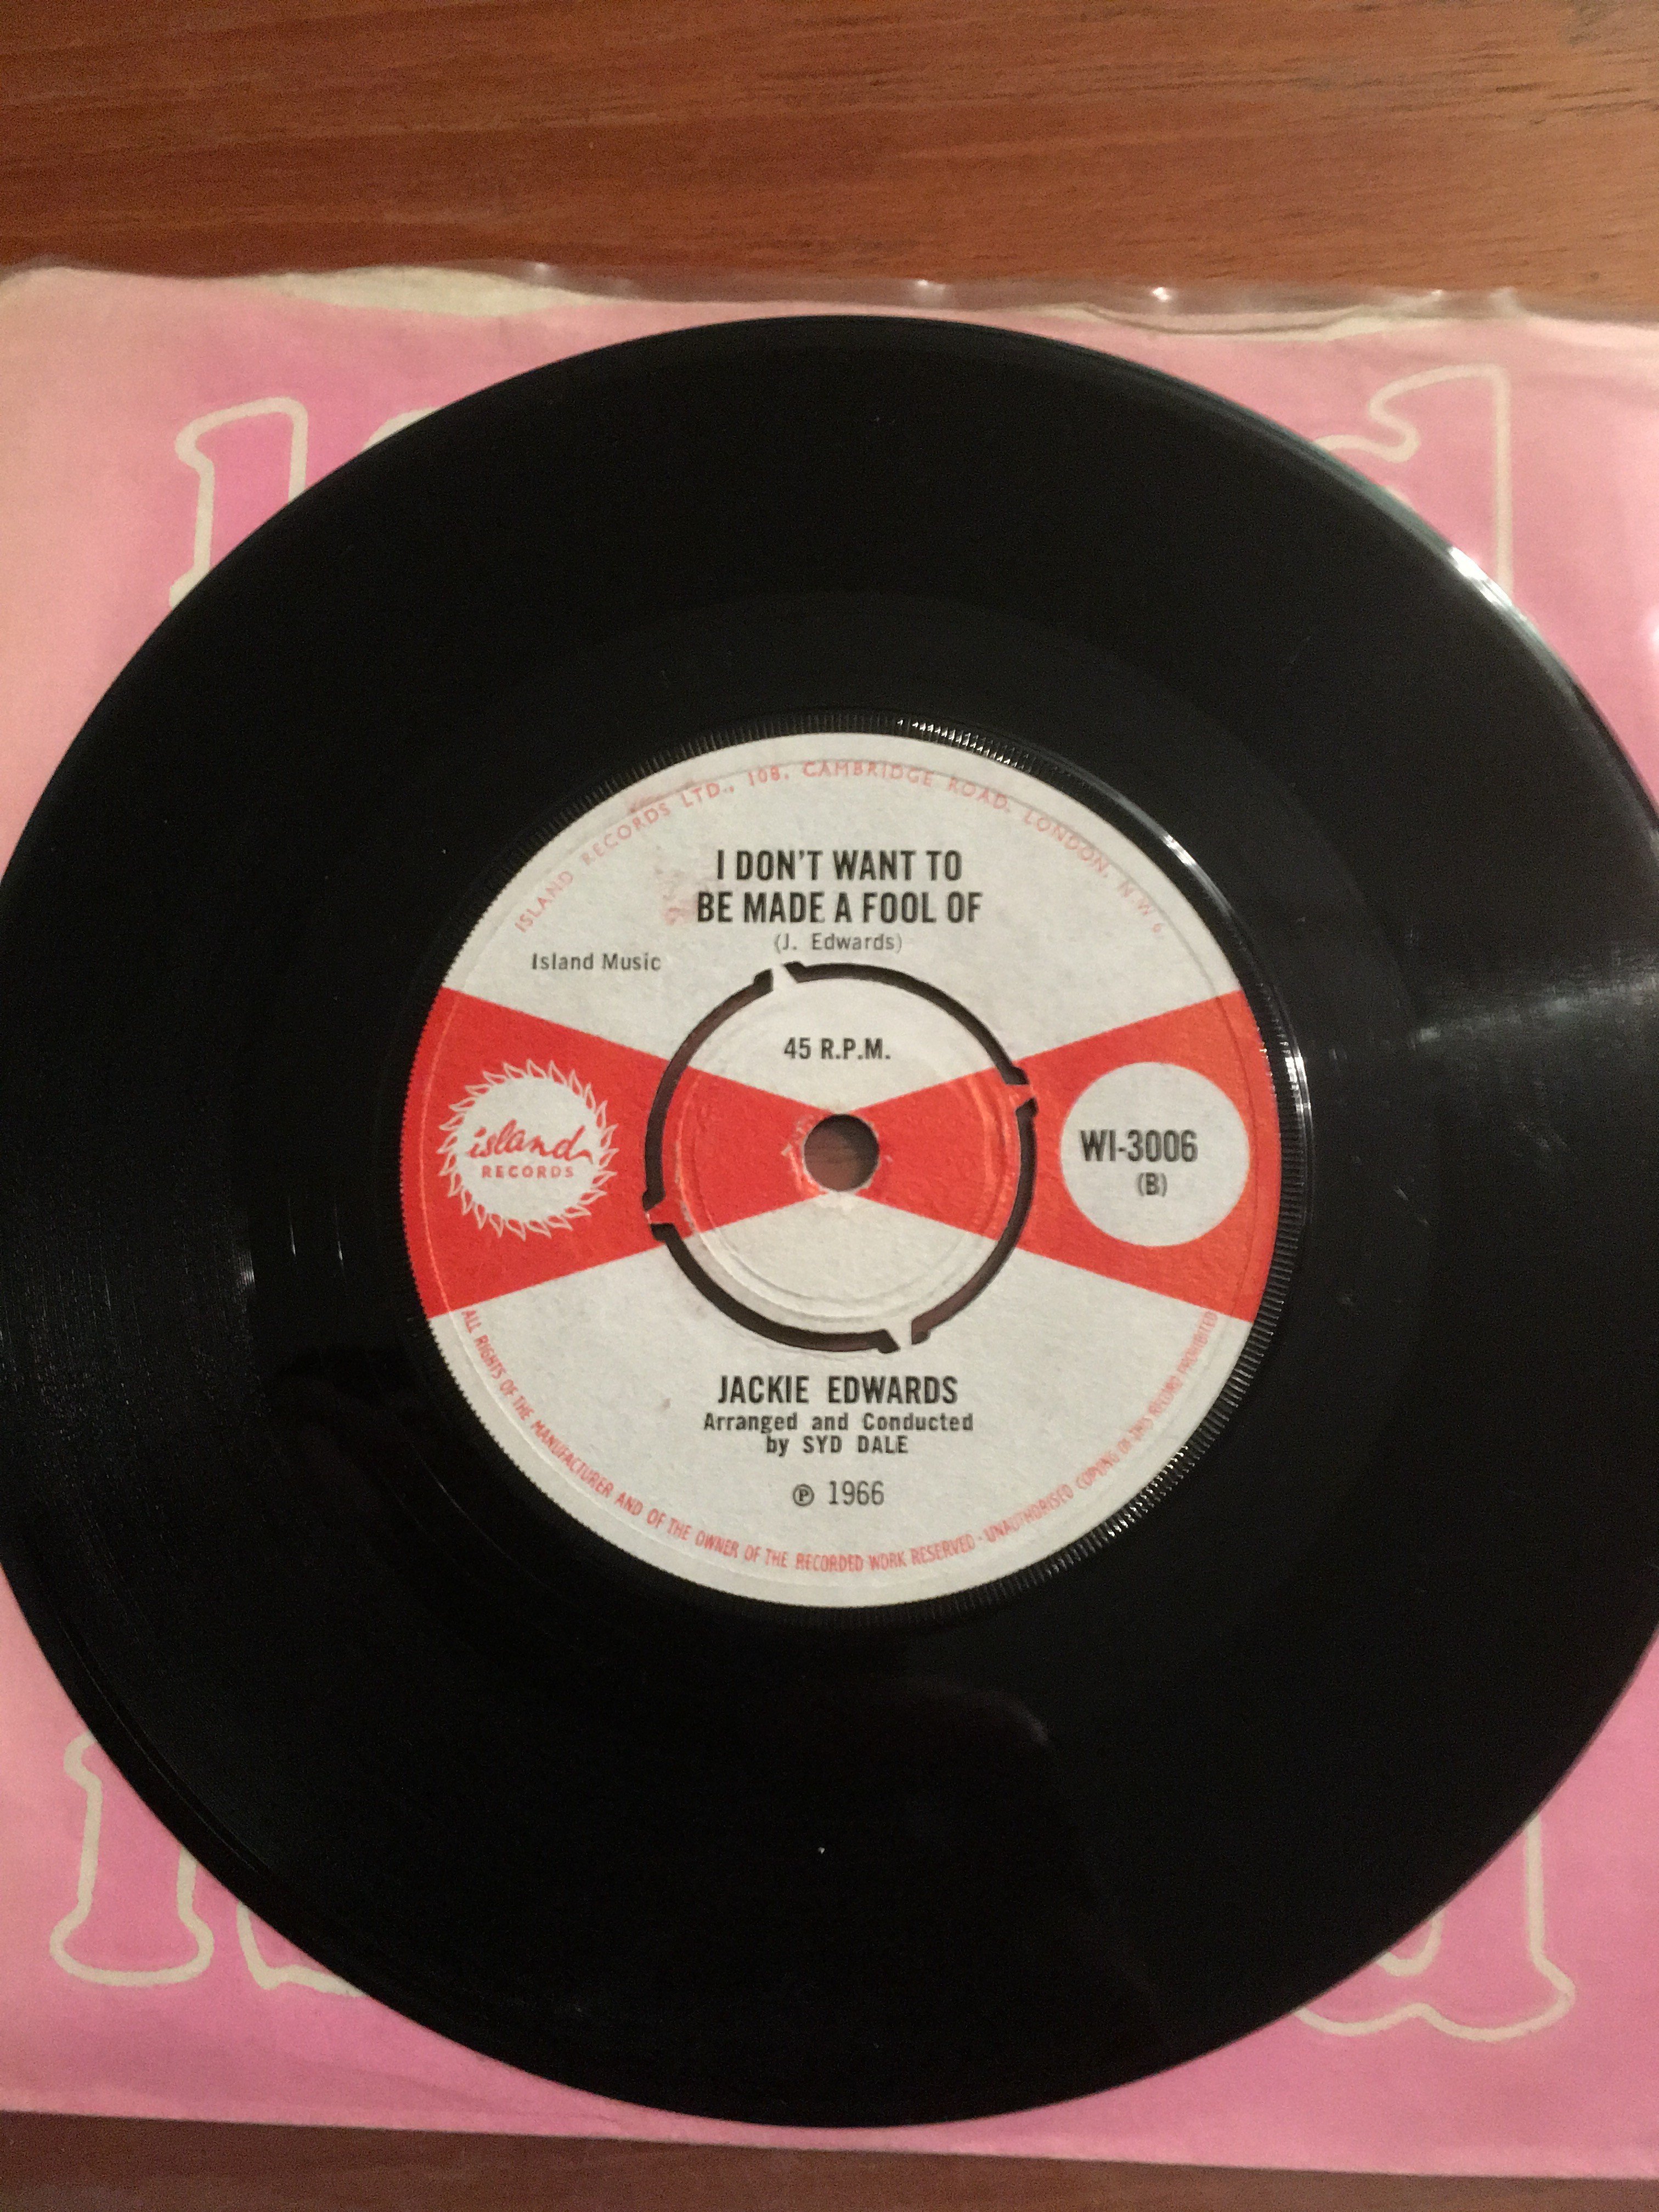 ISLAND RECORDS LTD., 108, CAMBRIDGE ROAD, LONDON, N.W.6.
I DON'T WANT TO
BE MADE A FOOL OF
(J. Edwards)
Island Music
45 R.P.M.
island
RECORDS
WI-3006
(B)
JACKIE EDWARDS
Arranged and Conducted
by SYD DALE
℗ 1966
ALL RIGHTS OF THE MANUFACTURER AND OF THE OWNER OF THE RECORDED WORK RESERVED - UNAUTHORISED COPYING OF THIS RECORD PROHIBITED